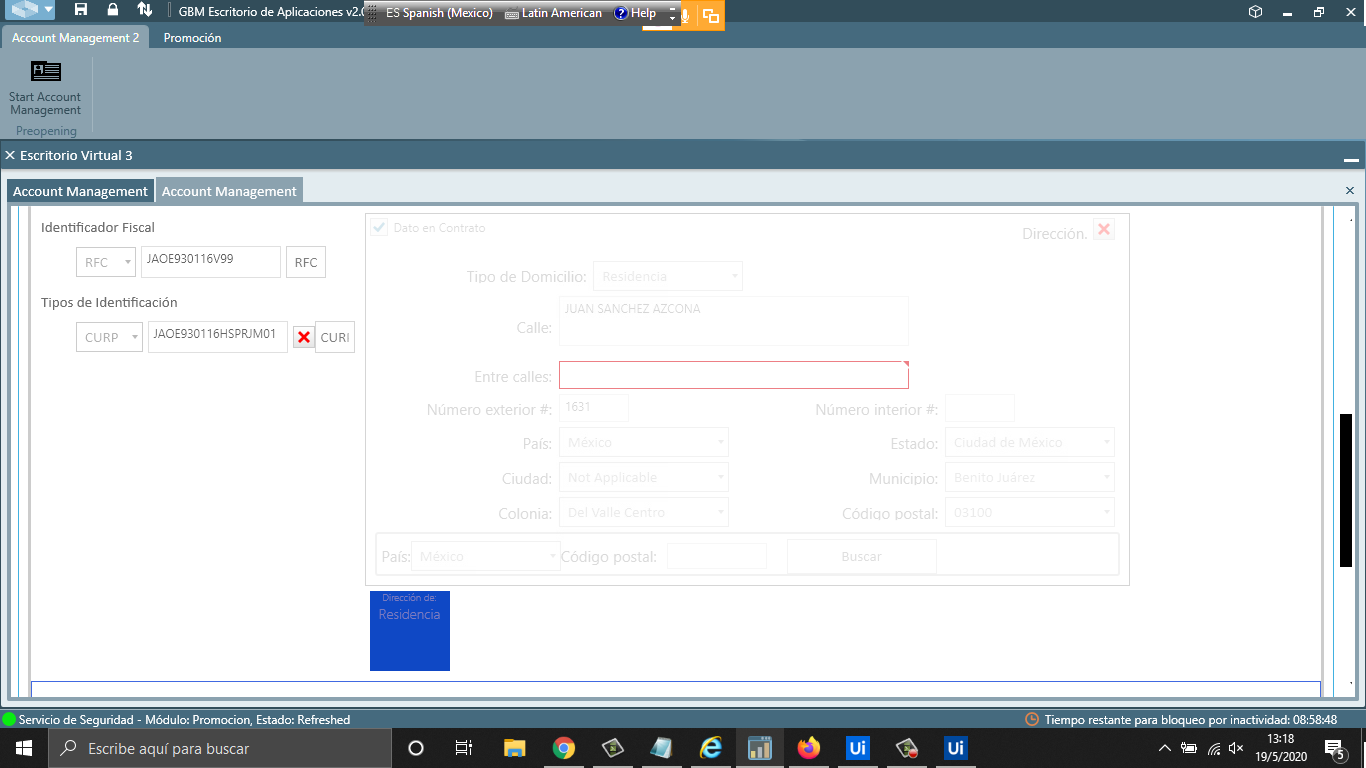 GBM Escritorio de Aplicaciones v2.0
ES Spanish (Mexico) Latin American Help
Account Management 2 Promoción
Start Account
Management
Preopening
Escritorio Virtual 3
Account Management Account Management
Identificador Fiscal
RFC JAOE930116V99 RFC
Tipos de Identificación
CURP JAOE930116HSPRJM01 CURI
Dato en Contrato
Dirección.
Tipo de Domicilio: Residencia
Calle: JUAN SANCHEZ AZCONA
Entre calles:
Número exterior #: 1631 Número interior #:
País: México Estado: Ciudad de México
Ciudad: Not Applicable Municipio: Benito Juárez
Colonia: Del Valle Centro Código postal: 03100
País: México Código postal: Buscar
Dirección de:
Residencia
Servicio de Seguridad - Módulo: Promocion, Estado: Refreshed Tiempo restante para bloqueo por inactividad: 08:58:48
Escribe aquí para buscar
Ui Ui
13:18
19/5/2020
5